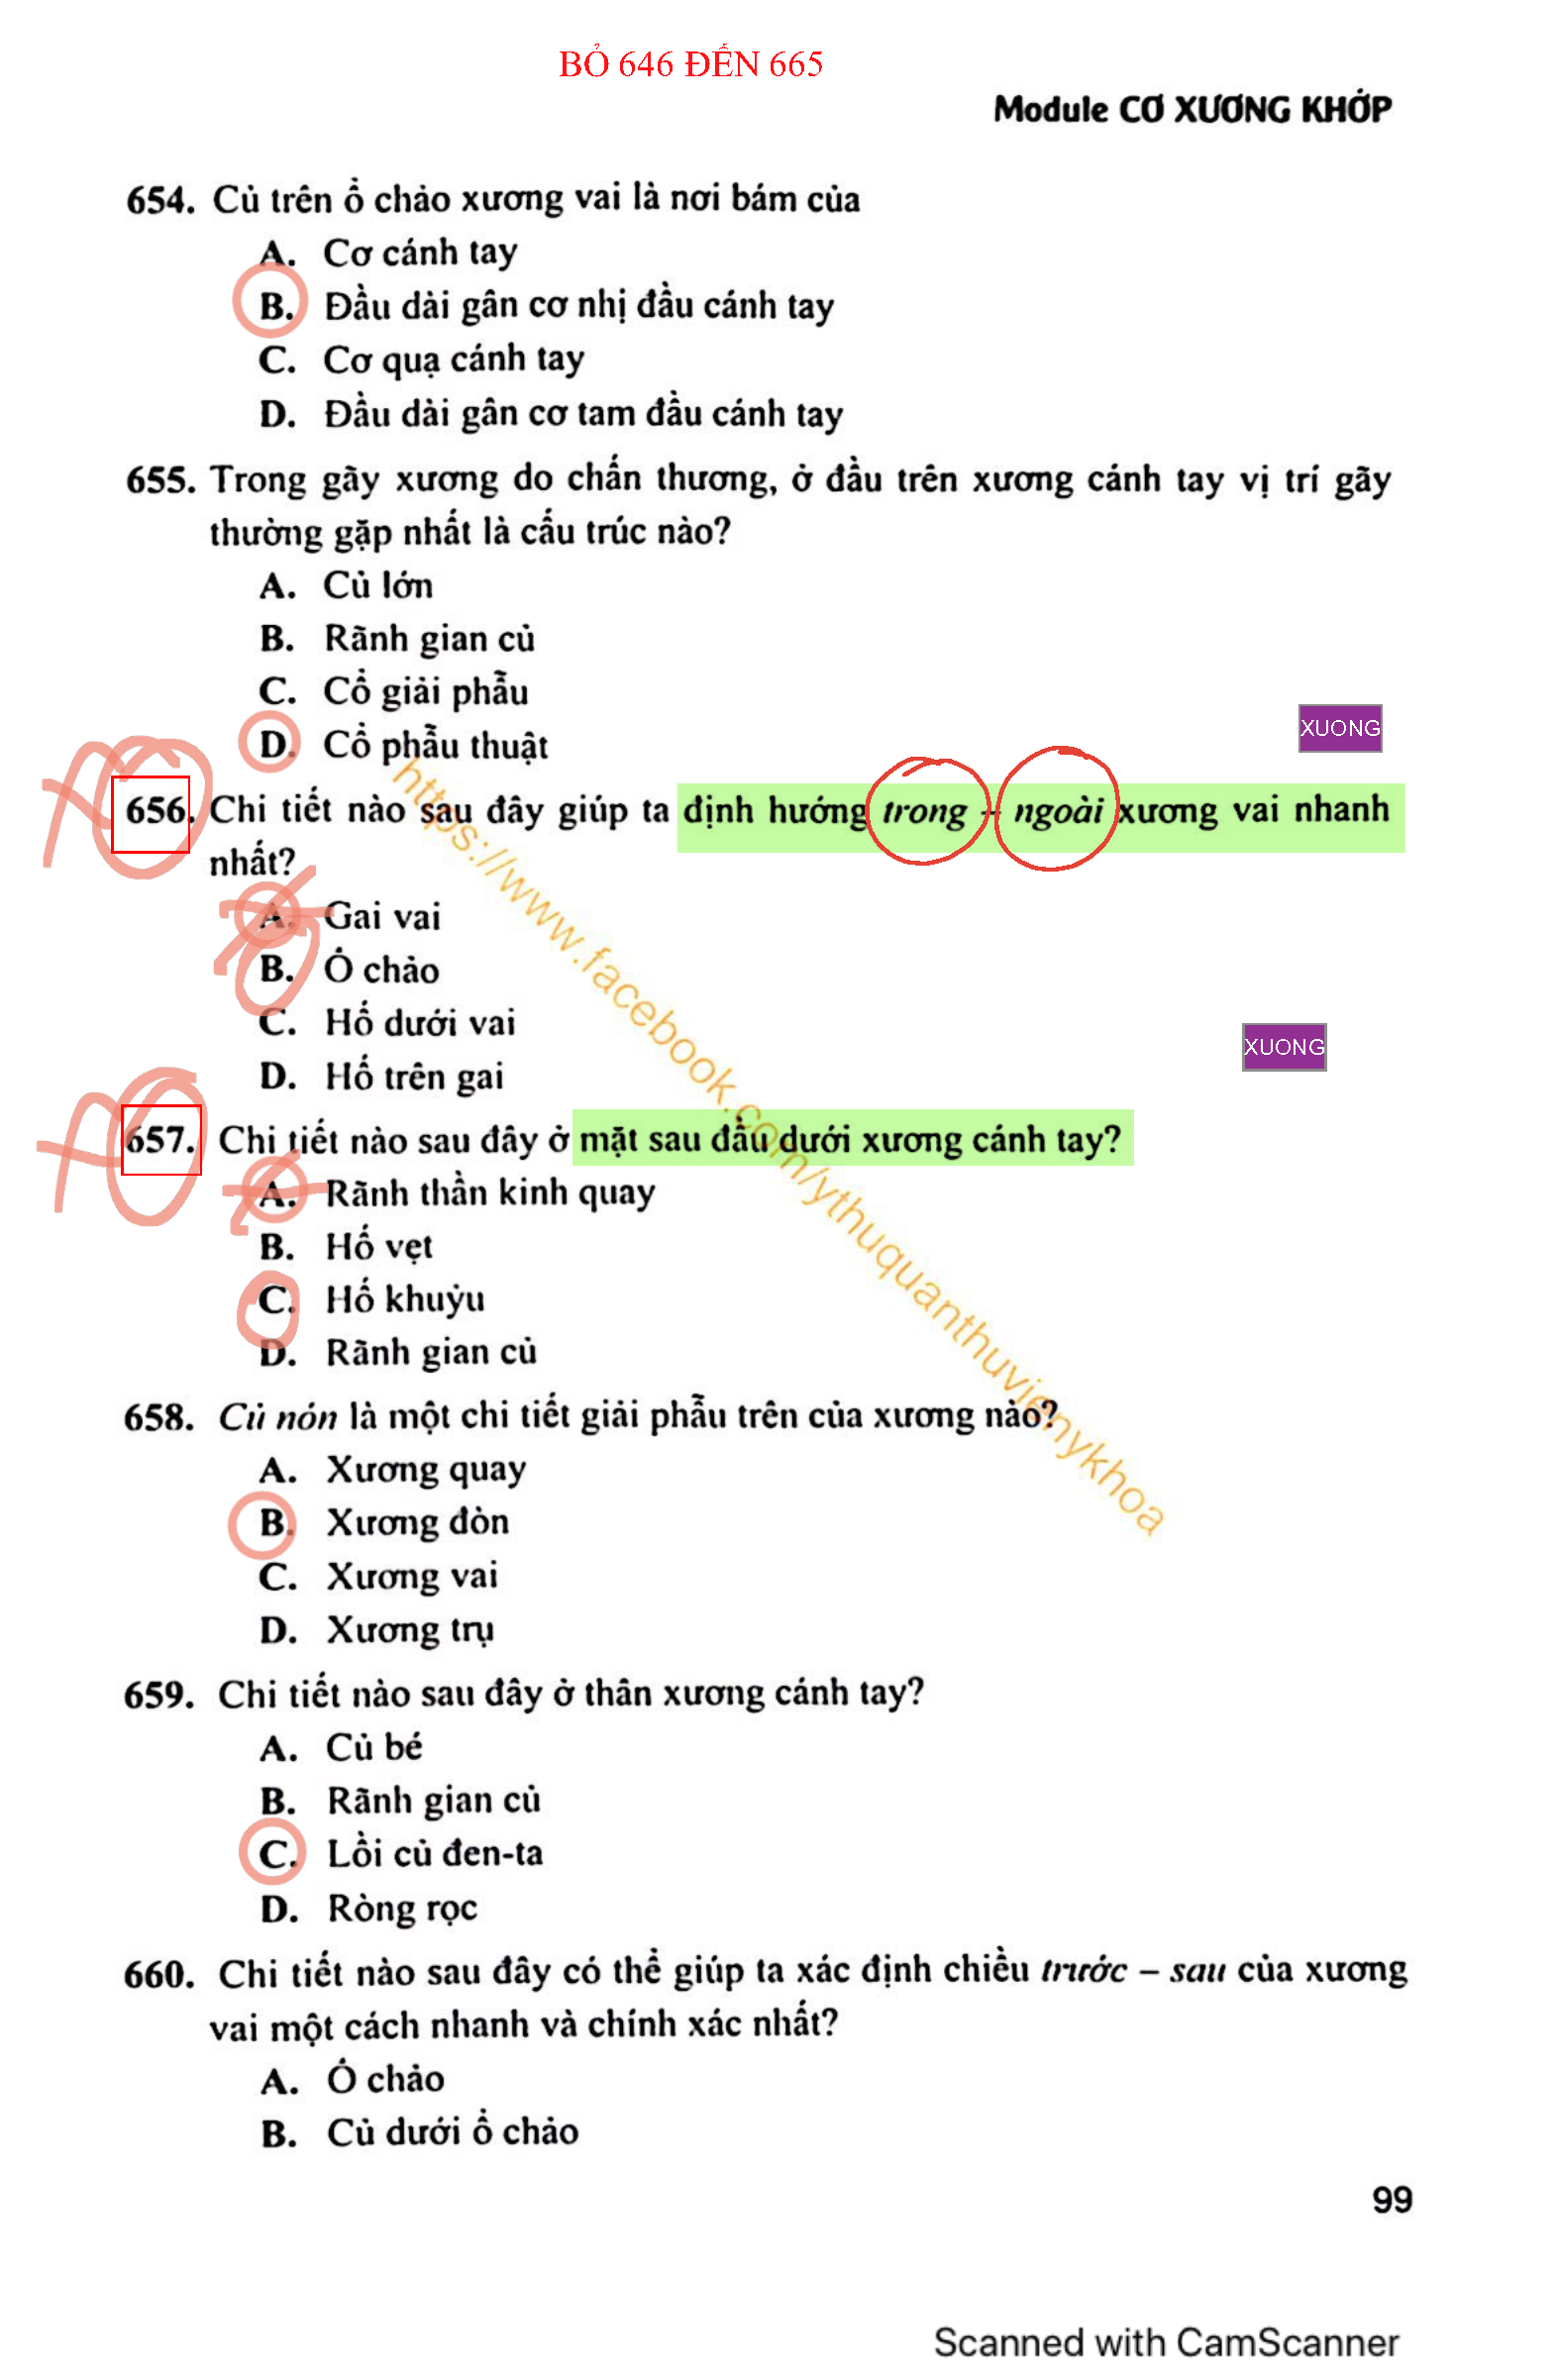 BỎ 646 ĐẾN 665
Module CƠ XƯƠNG KHỚP
654. Củ trên ổ chảo xương vai là nơi bám của
A. Cơ cánh tay
B. Đầu dài gân cơ nhị đầu cánh tay
C. Cơ quạ cánh tay
D. Đầu dài gân cơ tam đầu cánh tay
655. Trong gãy xương do chấn thương, ở đầu trên xương cánh tay vị trí gãy
thường gặp nhất là cấu trúc nào?
A. Củ lớn
B. Rãnh gian củ
C. Cổ giải phẫu
D. Cổ phẫu thuật
XUONG
656. Chi tiết nào sau đây giúp ta định hướng trong - ngoài xương vai nhanh
nhất?
A. Gai vai
B. Ổ chảo
C. Hố dưới vai
D. Hố trên gai
XUONG
657. Chi tiết nào sau đây ở mặt sau đầu dưới xương cánh tay?
A. Rãnh thần kinh quay
B. Hố vẹt
C. Hố khuỷu
D. Rãnh gian củ
658. Củ nón là một chi tiết giải phẫu trên của xương nào?
A. Xương quay
B. Xương đòn
C. Xương vai
D. Xương trụ
659. Chi tiết nào sau đây ở thân xương cánh tay?
A. Củ bé
B. Rãnh gian củ
C. Lồi củ đen-ta
D. Ròng rọc
660. Chi tiết nào sau đây có thể giúp ta xác định chiều trước – sau của xương
vai một cách nhanh và chính xác nhất?
A. Ổ chảo
B. Củ dưới ổ chảo
https://www.facebook.com/ythuquanthuvienykhoa
99
Scanned with CamScanner